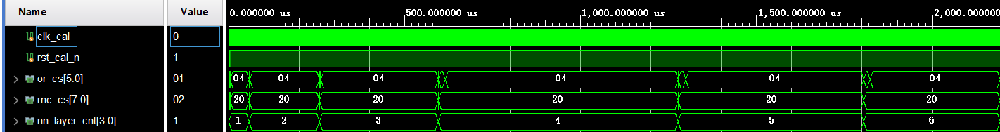 Name Value 0.000000 us 500.000000 us 1,000.000000 us 1,500.000000 us 2,000.000000
clk_cal 0
rst_cal_n 1
or_cs[5:0] 01 04 04 04 04 04 04
mc_cs[7:0] 02 20 20 20 20 20 20
nn_layer_cnt[3:0] 1 1 2 3 4 5 6